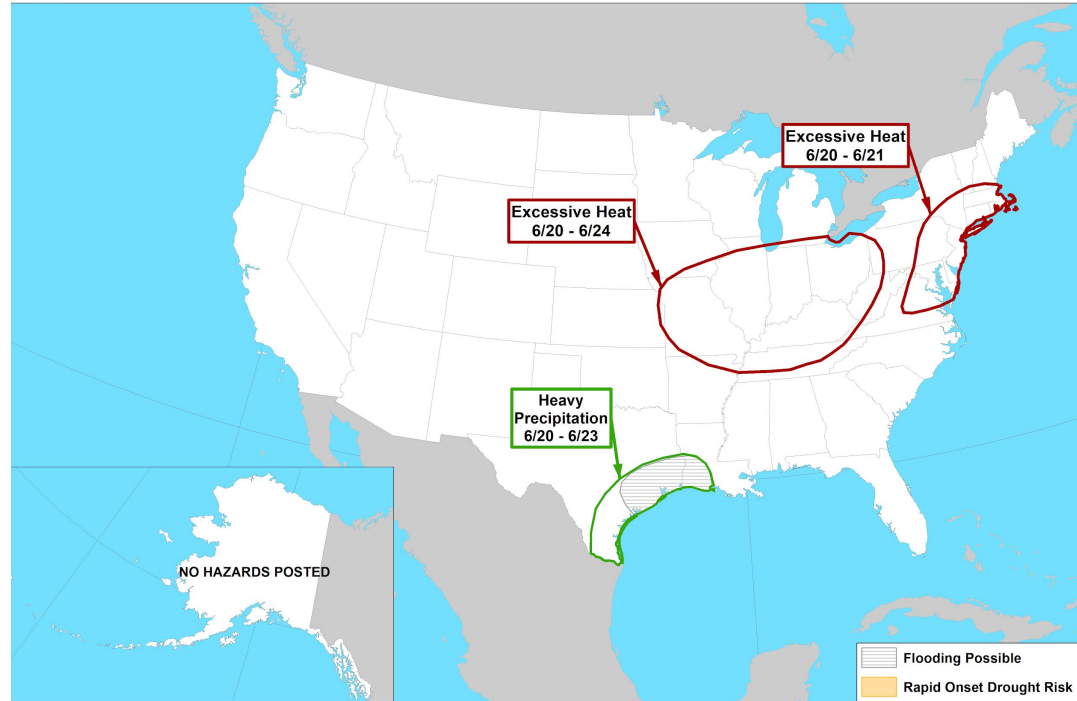 Excessive Heat
6/20 - 6/21
Excessive Heat
6/20 - 6/24
Heavy
Precipitation
6/20 - 6/23
NO HAZARDS POSTED
Flooding Possible
Rapid Onset Drought Risk